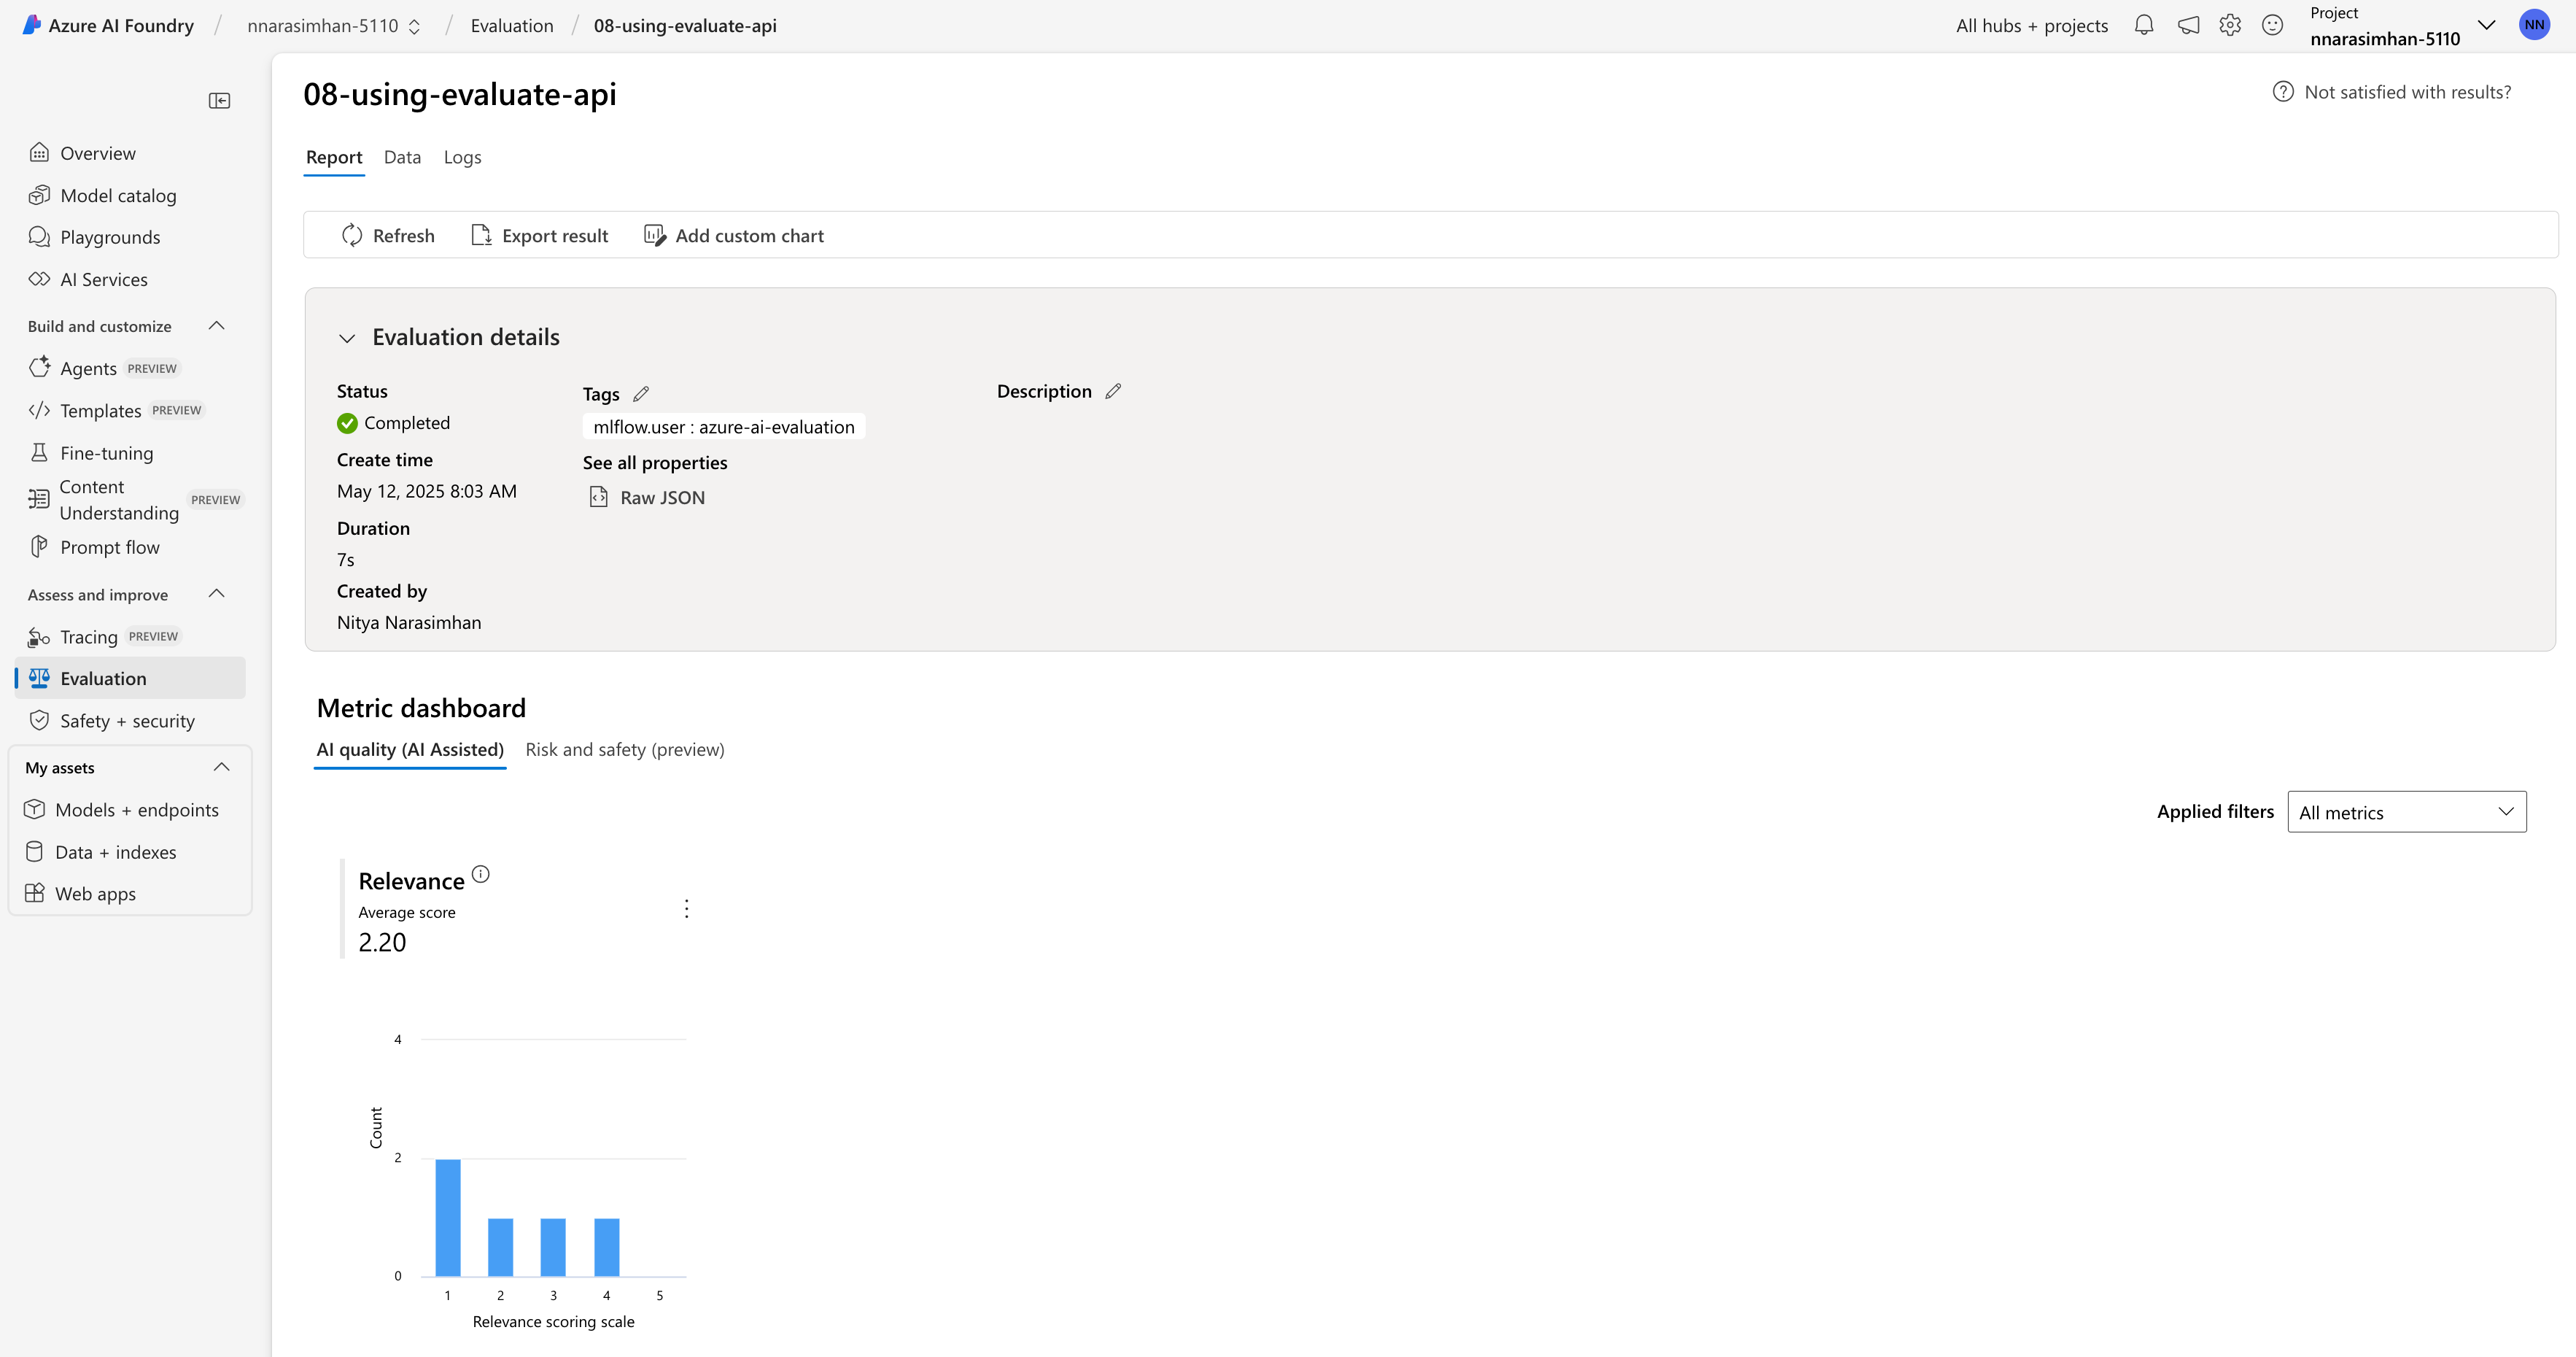 Azure AI Foundry / nnarasimhan-5110 / Evaluation / 08-using-evaluate-api
All hubs + projects
Project
nnarasimhan-5110
NN
Overview
Model catalog
Playgrounds
AI Services
Build and customize
Agents PREVIEW
Templates PREVIEW
Fine-tuning
Content
Understanding PREVIEW
Prompt flow
Assess and improve
Tracing PREVIEW
Evaluation
Safety + security
My assets
Models + endpoints
Data + indexes
Web apps
08-using-evaluate-api
Not satisfied with results?
Report Data Logs
Refresh Export result Add custom chart
Evaluation details
Status
Completed
Create time
May 12, 2025 8:03 AM
Duration
7s
Created by
Nitya Narasimhan
Tags
mlflow.user : azure-ai-evaluation
See all properties
Raw JSON
Description
Metric dashboard
AI quality (AI Assisted) Risk and safety (preview)
Applied filters All metrics
Relevance
Average score
2.20
4
Count
2
0
1 2 3 4 5
Relevance scoring scale